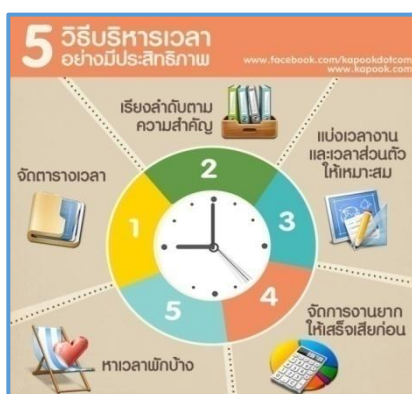 5 วิธีบริหารเวลา
อย่างมีประสิทธิภาพ
www.facebook.com/kapookdotcom
www.kapook.com
จัดตารางเวลา
1
เรียงลำดับตาม
ความสำคัญ
2
แบ่งเวลางาน
และเวลาส่วนตัว
ให้เหมาะสม
3
จัดการงานยาก
ให้เสร็จเสียก่อน
4
หาเวลาพักบ้าง
5